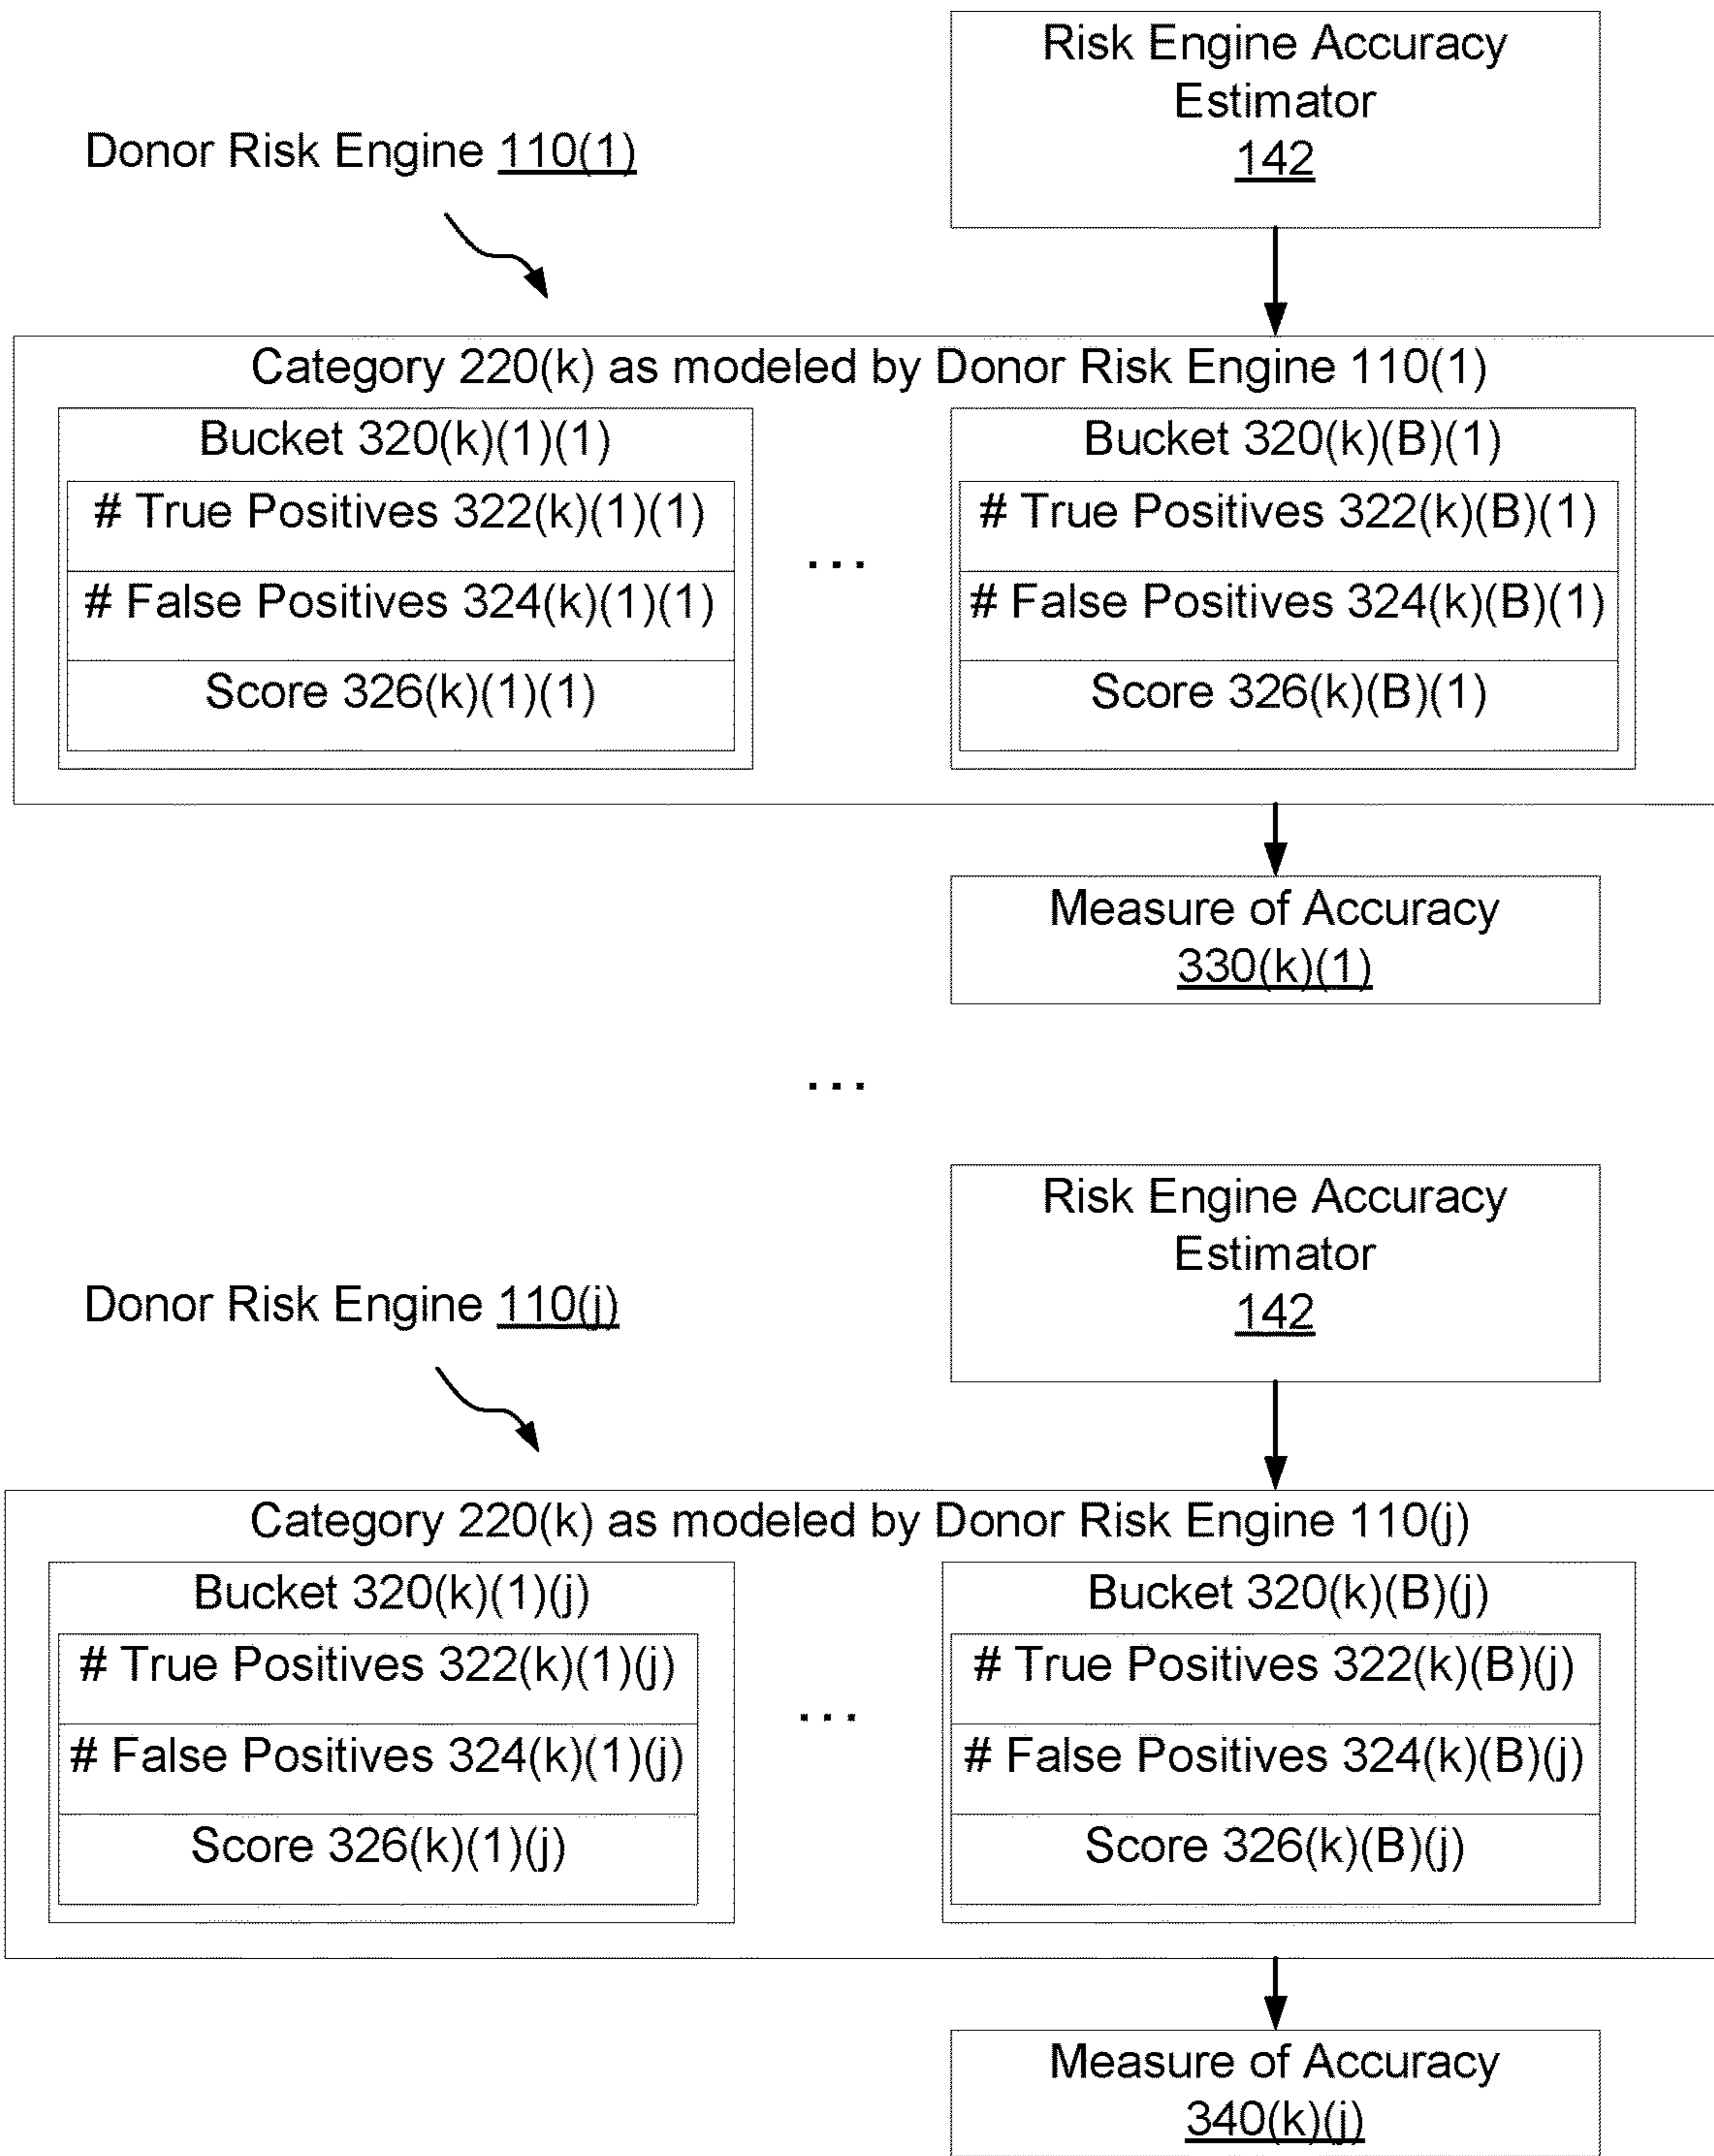 Risk Engine Accuracy
Estimator
142
Donor Risk Engine 110(1)
Category 220(k) as modeled by Donor Risk Engine 110(1)
Bucket 320(k)(1)(1)
# True Positives 322(k)(1)(1)
# False Positives 324(k)(1)(1)
Score 326(k)(1)(1)
...
Bucket 320(k)(B)(1)
# True Positives 322(k)(B)(1)
# False Positives 324(k)(B)(1)
Score 326(k)(B)(1)
Measure of Accuracy
330(k)(1)
...
Risk Engine Accuracy
Estimator
142
Donor Risk Engine 110(j)
Category 220(k) as modeled by Donor Risk Engine 110(j)
Bucket 320(k)(1)(j)
# True Positives 322(k)(1)(j)
# False Positives 324(k)(1)(j)
Score 326(k)(1)(j)
...
Bucket 320(k)(B)(j)
# True Positives 322(k)(B)(j)
# False Positives 324(k)(B)(j)
Score 326(k)(B)(j)
Measure of Accuracy
340(k)(j)